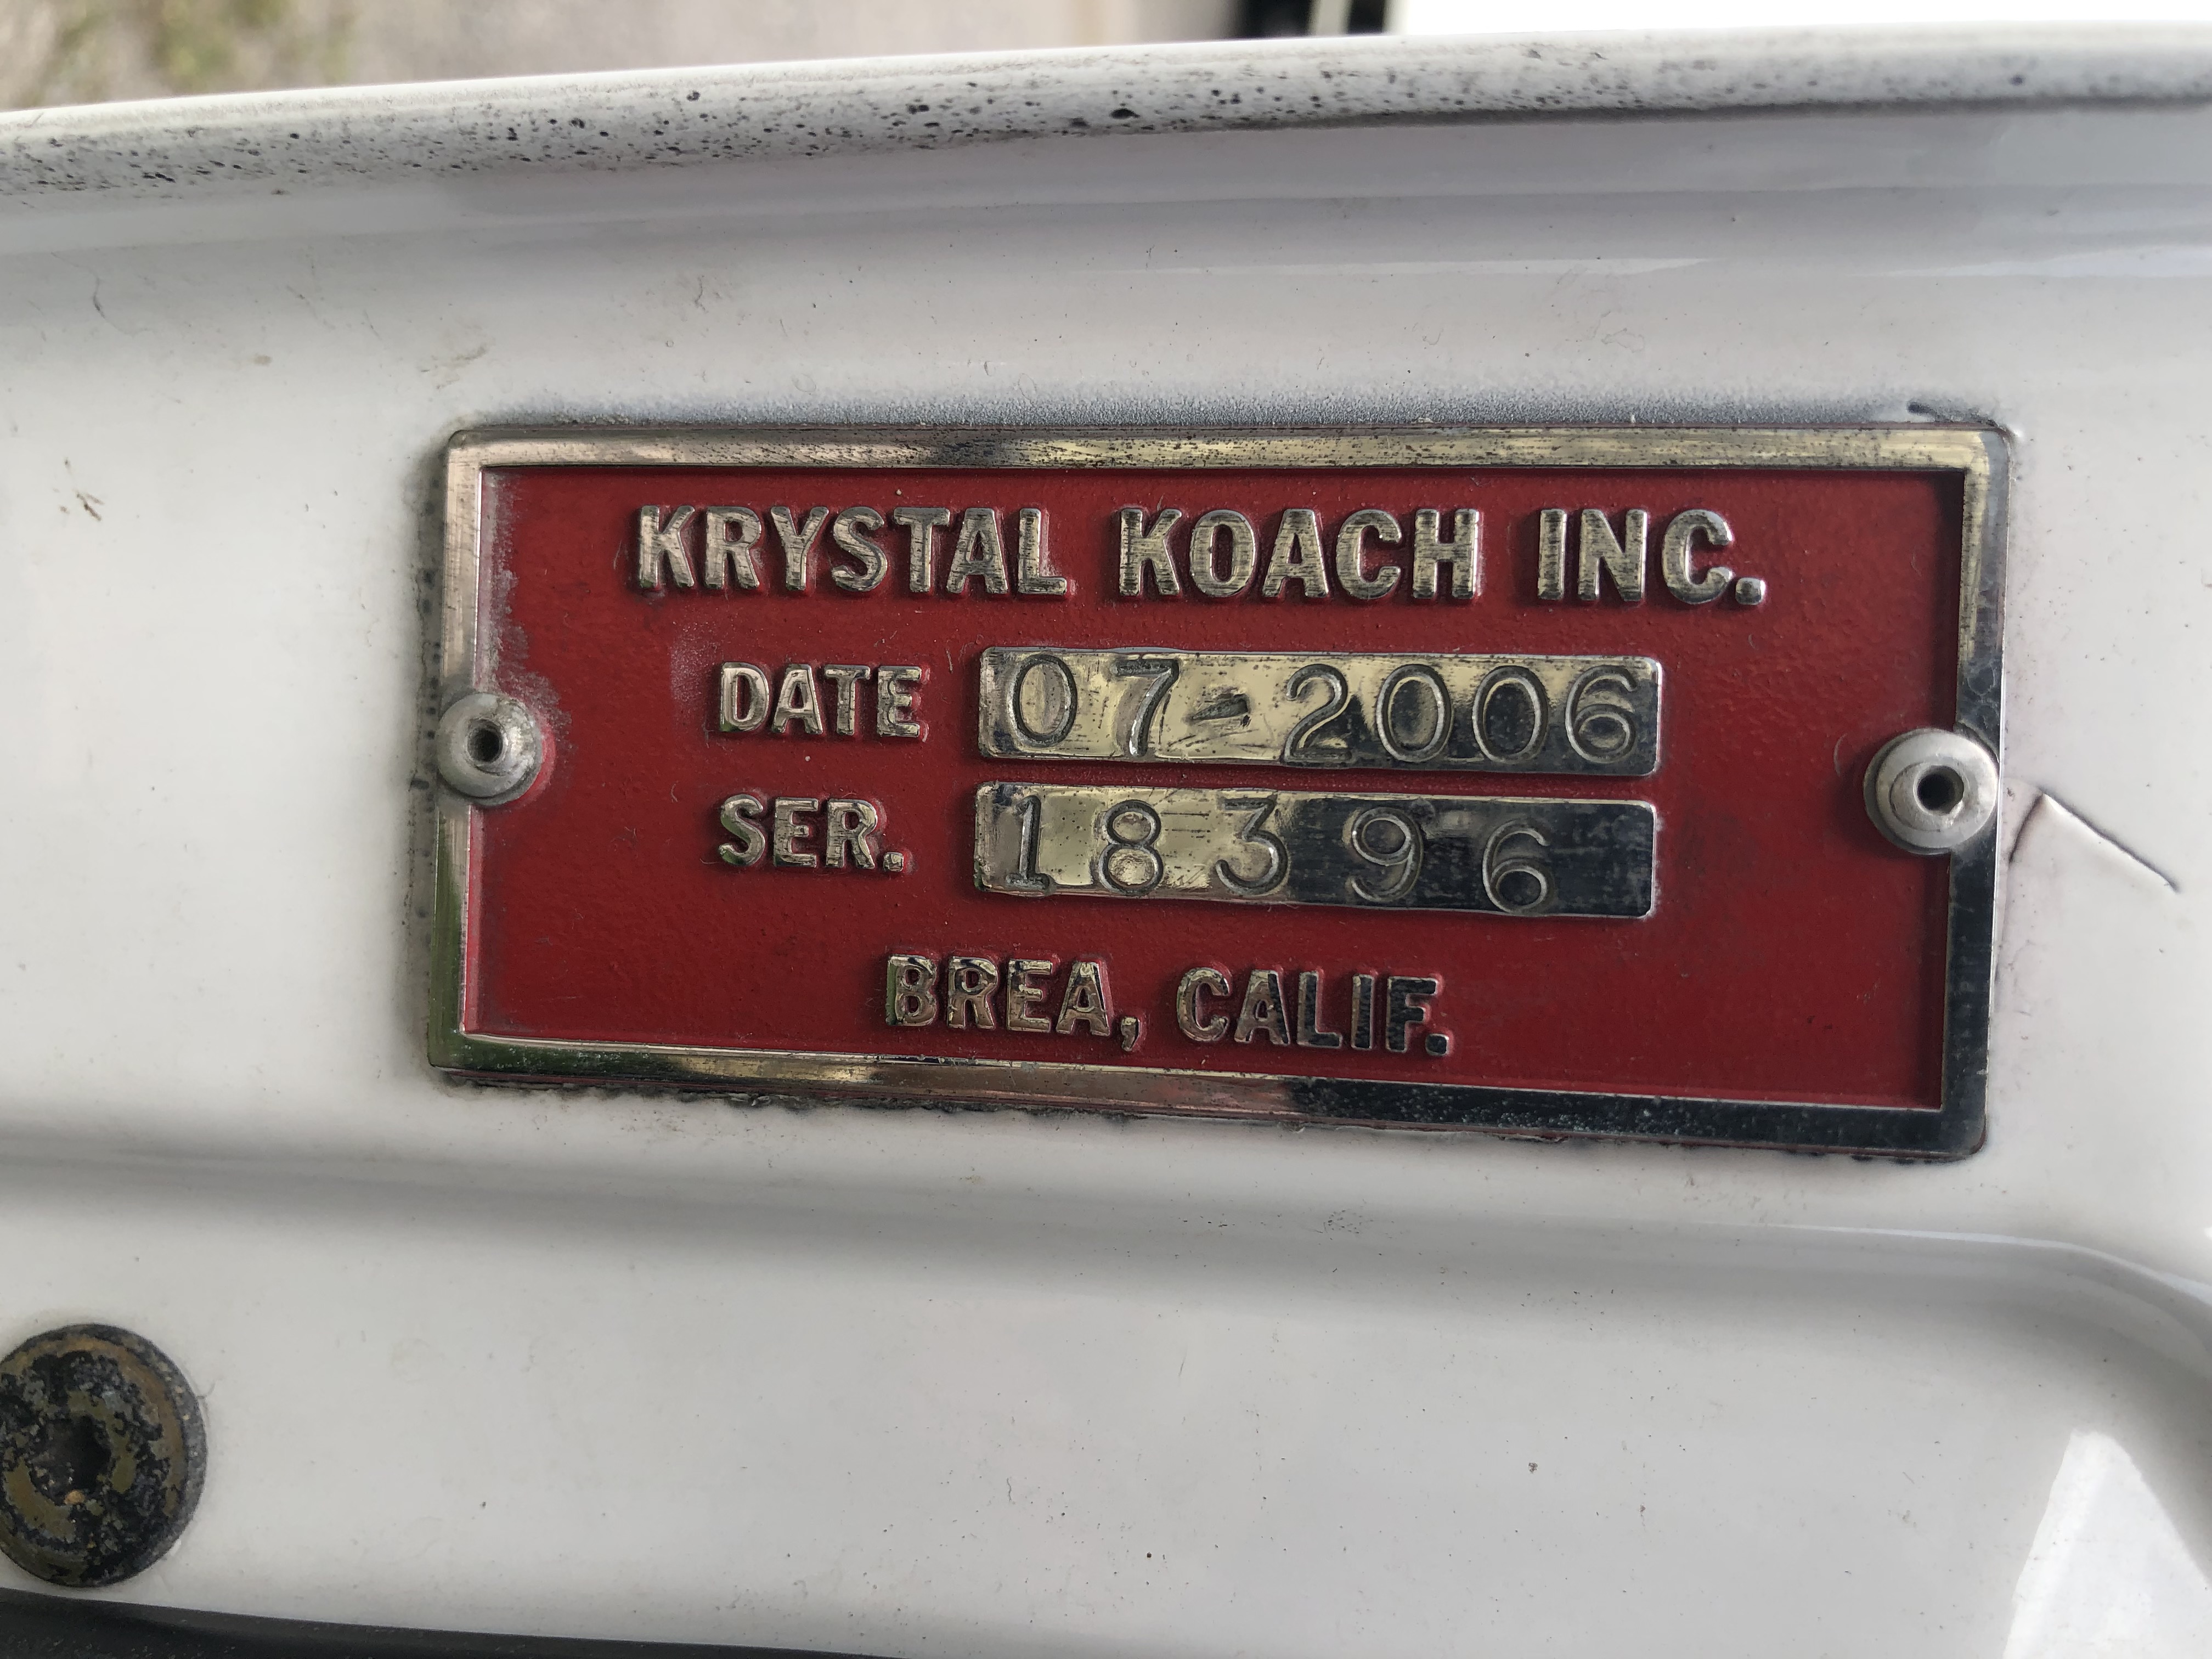 KRYSTAL KOACH INC.
DATE 07-2006
SER. 18396
BREA, CALIF.